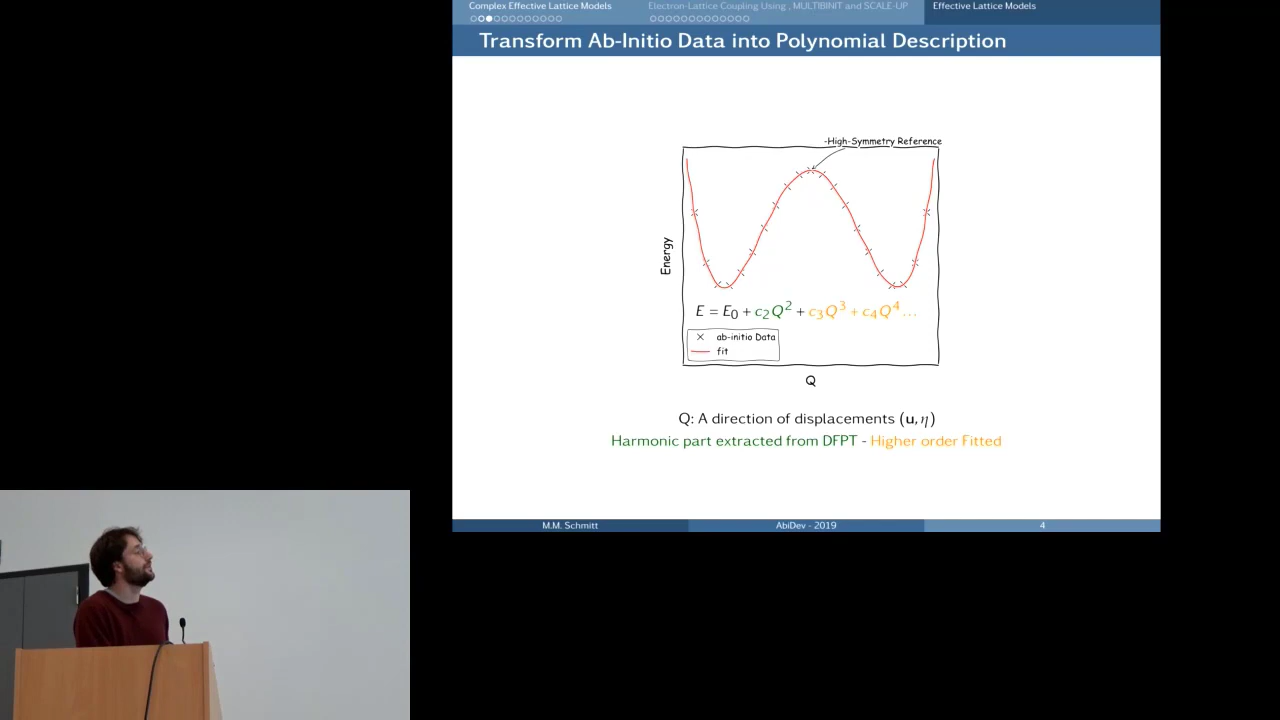 Complex Effective Lattice Models
Electron-Lattice Coupling Using , MULTIBINIT and SCALE-UP
Effective Lattice Models
Transform Ab-Initio Data into Polynomial Description
-High-Symmetry Reference
Energy
E = E₀ + c₂Q² + c₃Q³ + c₄Q⁴ ...
ab-initio Data
fit
Q
Q: A direction of displacements (u, η)
Harmonic part extracted from DFPT - Higher order Fitted
M.M. Schmitt
AbiDev - 2019
4